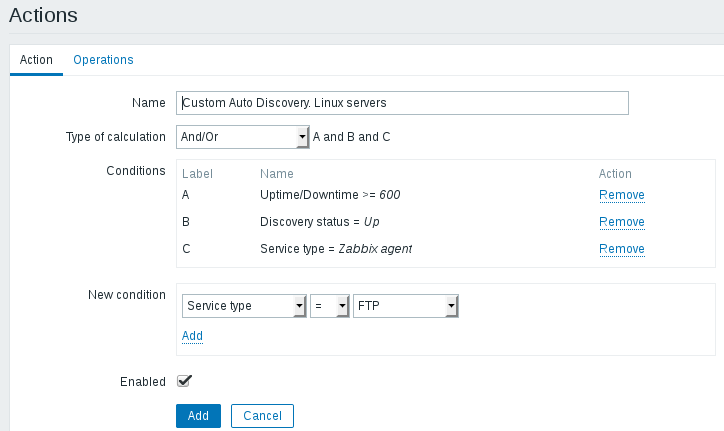 Actions
Action Operations
Name Custom Auto Discovery. Linux servers
Type of calculation And/Or A and B and C
Conditions Label Name Action
A Uptime/Downtime >= 600 Remove
B Discovery status = Up Remove
C Service type = Zabbix agent Remove
New condition Service type = FTP
Add
Enabled
Add Cancel